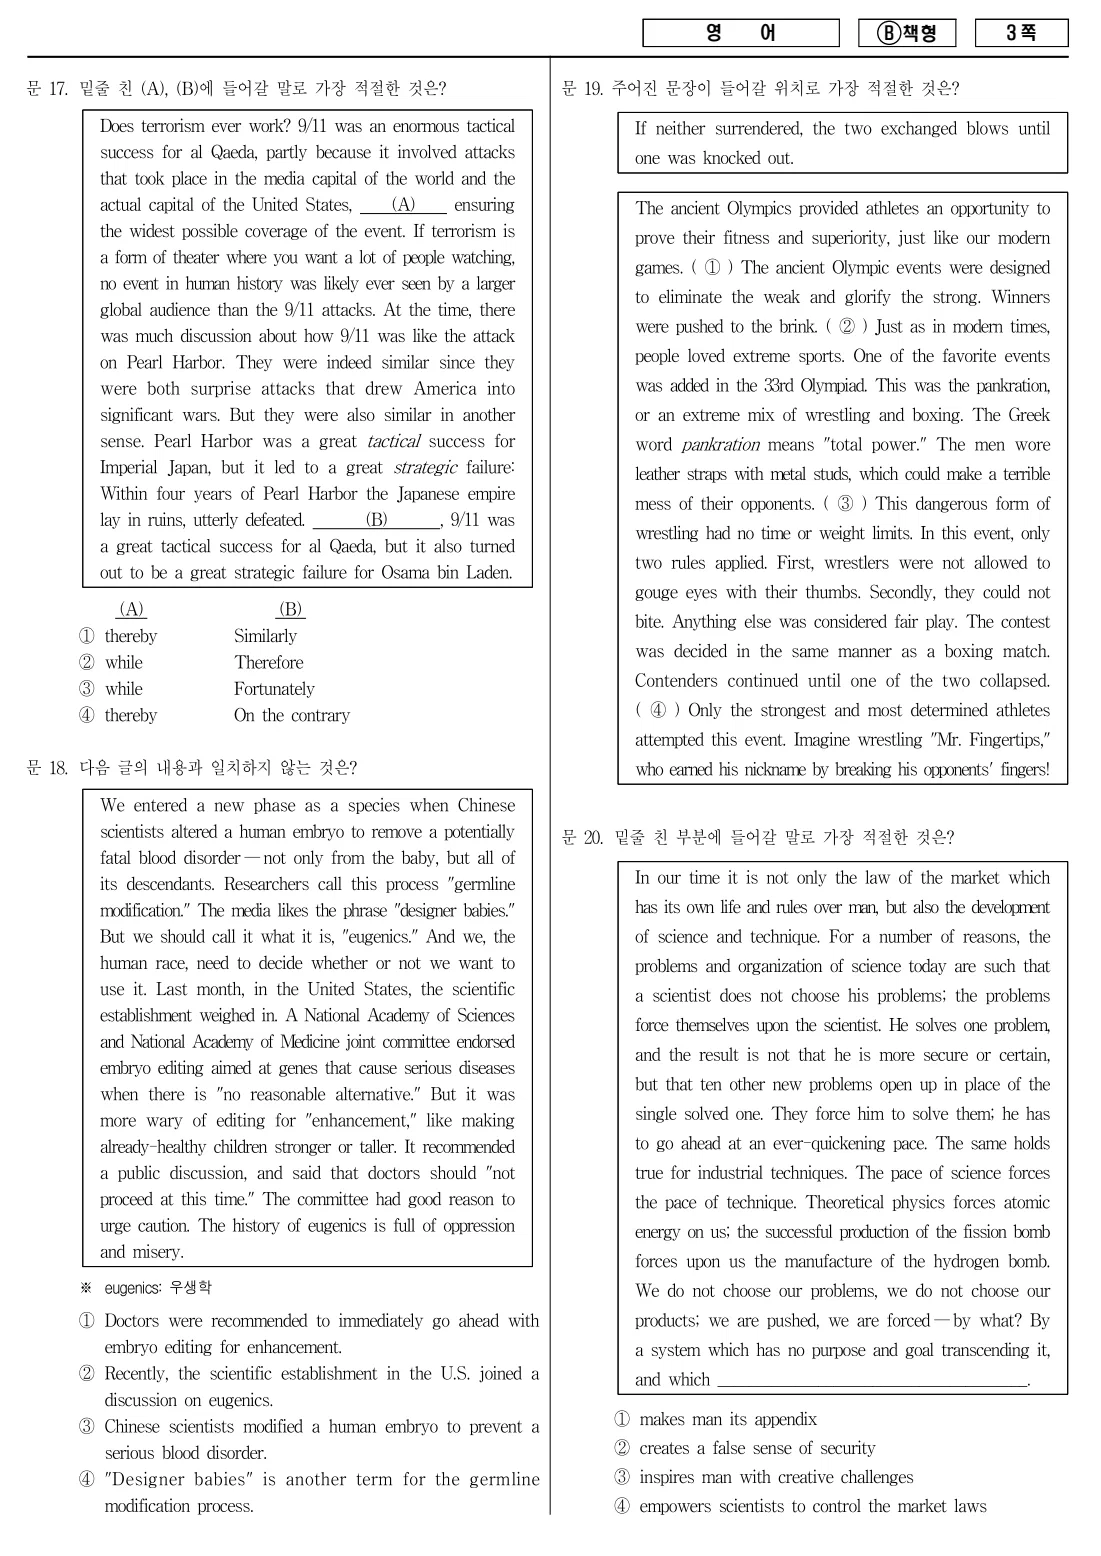 영 어
Ⓑ책형
3쪽
문 17. 밑줄 친 (A), (B)에 들어갈 말로 가장 적절한 것은?
Does terrorism ever work? 9/11 was an enormous tactical
success for al Qaeda, partly because it involved attacks
that took place in the media capital of the world and the
actual capital of the United States, (A) ensuring
the widest possible coverage of the event. If terrorism is
a form of theater where you want a lot of people watching,
no event in human history was likely ever seen by a larger
global audience than the 9/11 attacks. At the time, there
was much discussion about how 9/11 was like the attack
on Pearl Harbor. They were indeed similar since they
were both surprise attacks that drew America into
significant wars. But they were also similar in another
sense. Pearl Harbor was a great tactical success for
Imperial Japan, but it led to a great strategic failure:
Within four years of Pearl Harbor the Japanese empire
lay in ruins, utterly defeated. (B) , 9/11 was
a great tactical success for al Qaeda, but it also turned
out to be a great strategic failure for Osama bin Laden.
(A) (B)
① thereby Similarly
② while Therefore
③ while Fortunately
④ thereby On the contrary
문 18. 다음 글의 내용과 일치하지 않는 것은?
We entered a new phase as a species when Chinese
scientists altered a human embryo to remove a potentially
fatal blood disorder—not only from the baby, but all of
its descendants. Researchers call this process "germline
modification." The media likes the phrase "designer babies."
But we should call it what it is, "eugenics." And we, the
human race, need to decide whether or not we want to
use it. Last month, in the United States, the scientific
establishment weighed in. A National Academy of Sciences
and National Academy of Medicine joint committee endorsed
embryo editing aimed at genes that cause serious diseases
when there is "no reasonable alternative." But it was
more wary of editing for "enhancement," like making
already-healthy children stronger or taller. It recommended
a public discussion, and said that doctors should "not
proceed at this time." The committee had good reason to
urge caution. The history of eugenics is full of oppression
and misery.
※ eugenics: 우생학
① Doctors were recommended to immediately go ahead with
embryo editing for enhancement.
② Recently, the scientific establishment in the U.S. joined a
discussion on eugenics.
③ Chinese scientists modified a human embryo to prevent a
serious blood disorder.
④ "Designer babies" is another term for the germline
modification process.
문 19. 주어진 문장이 들어갈 위치로 가장 적절한 것은?
If neither surrendered, the two exchanged blows until
one was knocked out.
The ancient Olympics provided athletes an opportunity to
prove their fitness and superiority, just like our modern
games. ( ① ) The ancient Olympic events were designed
to eliminate the weak and glorify the strong. Winners
were pushed to the brink. ( ② ) Just as in modern times,
people loved extreme sports. One of the favorite events
was added in the 33rd Olympiad. This was the pankration,
or an extreme mix of wrestling and boxing. The Greek
word pankration means "total power." The men wore
leather straps with metal studs, which could make a terrible
mess of their opponents. ( ③ ) This dangerous form of
wrestling had no time or weight limits. In this event, only
two rules applied. First, wrestlers were not allowed to
gouge eyes with their thumbs. Secondly, they could not
bite. Anything else was considered fair play. The contest
was decided in the same manner as a boxing match.
Contenders continued until one of the two collapsed.
( ④ ) Only the strongest and most determined athletes
attempted this event. Imagine wrestling "Mr. Fingertips,"
who earned his nickname by breaking his opponents' fingers!
문 20. 밑줄 친 부분에 들어갈 말로 가장 적절한 것은?
In our time it is not only the law of the market which
has its own life and rules over man, but also the development
of science and technique. For a number of reasons, the
problems and organization of science today are such that
a scientist does not choose his problems; the problems
force themselves upon the scientist. He solves one problem,
and the result is not that he is more secure or certain,
but that ten other new problems open up in place of the
single solved one. They force him to solve them; he has
to go ahead at an ever-quickening pace. The same holds
true for industrial techniques. The pace of science forces
the pace of technique. Theoretical physics forces atomic
energy on us; the successful production of the fission bomb
forces upon us the manufacture of the hydrogen bomb.
We do not choose our problems, we do not choose our
products; we are pushed, we are forced—by what? By
a system which has no purpose and goal transcending it,
and which ______.
① makes man its appendix
② creates a false sense of security
③ inspires man with creative challenges
④ empowers scientists to control the market laws